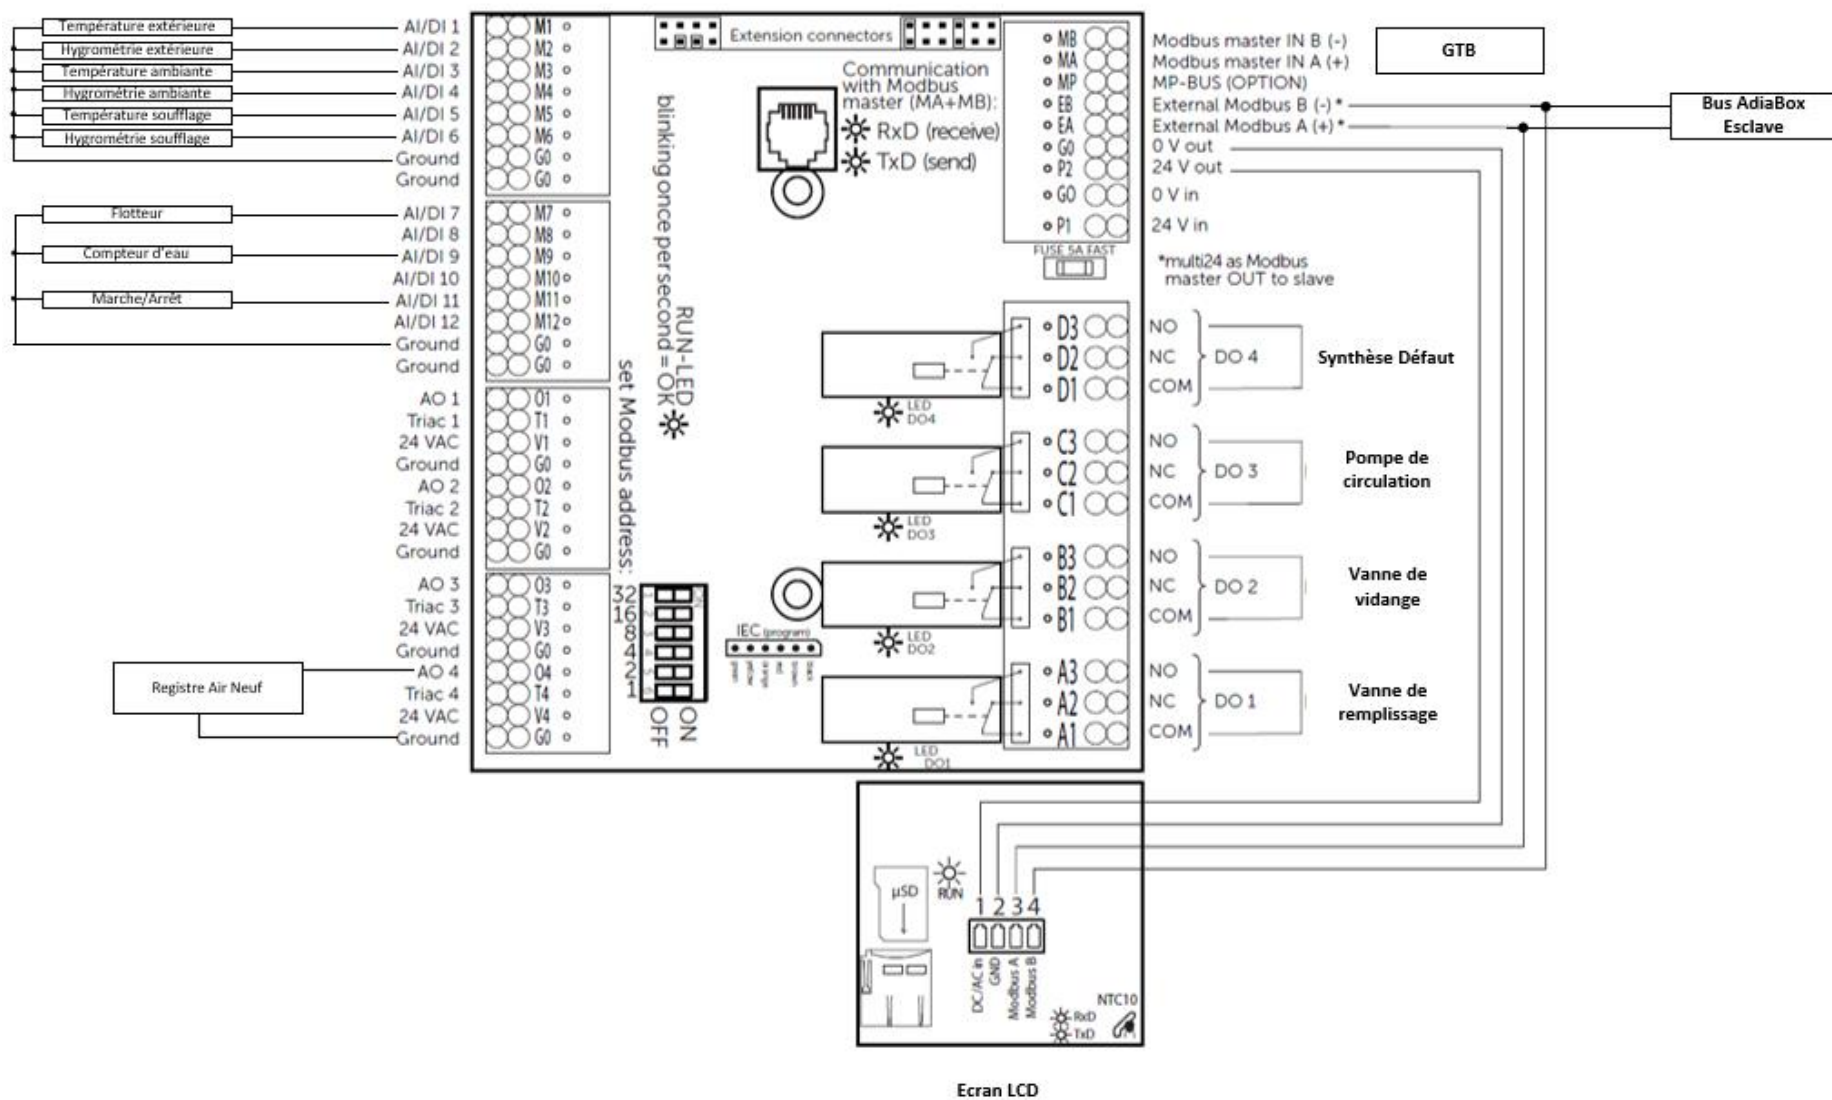 Température extérieure
Hygrométrie extérieure
Température ambiante
Hygrométrie ambiante
Température soufflage
Hygrométrie soufflage
AI/DI 1
AI/DI 2
AI/DI 3
AI/DI 4
AI/DI 5
AI/DI 6
Ground
Ground
M1
M2
M3
M4
M5
M6
G0
G0
Flotteur
Compteur d'eau
Marche/Arrêt
AI/DI 7
AI/DI 8
AI/DI 9
AI/DI 10
AI/DI 11
AI/DI 12
Ground
Ground
M7
M8
M9
M10
M11
M12
G0
G0
AO 1
Triac 1
24 VAC
Ground
AO 2
Triac 2
24 VAC
Ground
O1
T1
V1
G0
O2
T2
V2
G0
AO 3
Triac 3
24 VAC
Ground
AO 4
Triac 4
24 VAC
Ground
O3
T3
V3
G0
O4
T4
V4
G0
Registre Air Neuf
Extension connectors
Communication
with Modbus
master (MA+MB):
RxD (receive)
TxD (send)
blinking once per second = OK
RUN-LED
set Modbus address:
32
16
8
4
2
1
1
2
3
4
5
6
ON
OFF
ON
IEC (program)
green
yellow
orange
red
brown
black
LED
DO4
LED
DO3
LED
DO2
LED
DO1
MB
MA
MP
EB
EA
G0
P2
G0
P1
FUSE 5A FAST
Modbus master IN B (-)
Modbus master IN A (+)
MP-BUS (OPTION)
External Modbus B (-) *
External Modbus A (+) *
0 V out
24 V out
0 V in
24 V in
*multi24 as Modbus
master OUT to slave
GTB
Bus AdiaBox
Esclave
D3
D2
D1
NO
NC
COM
DO 4
Synthèse Défaut
C3
C2
C1
NO
NC
COM
DO 3
Pompe de
circulation
B3
B2
B1
NO
NC
COM
DO 2
Vanne de
vidange
A3
A2
A1
NO
NC
COM
DO 1
Vanne de
remplissage
µSD
RUN
1 2 3 4
DC/AC in
GND
Modbus A
Modbus B
NTC10
RxD
TxD
Ecran LCD